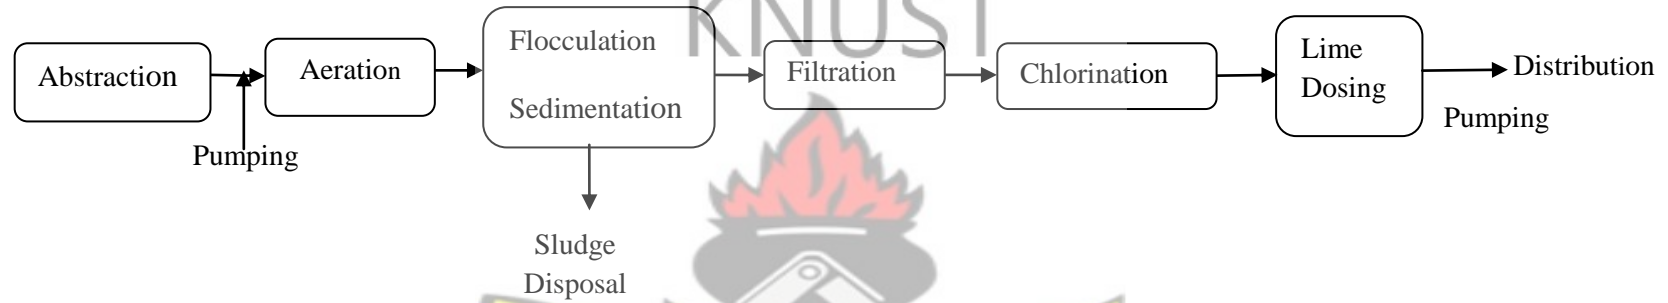 KNUST
Abstraction
Pumping
Aeration
Flocculation
Sedimentation
Sludge
Disposal
Filtration
Chlorination
Lime
Dosing
Distribution
Pumping